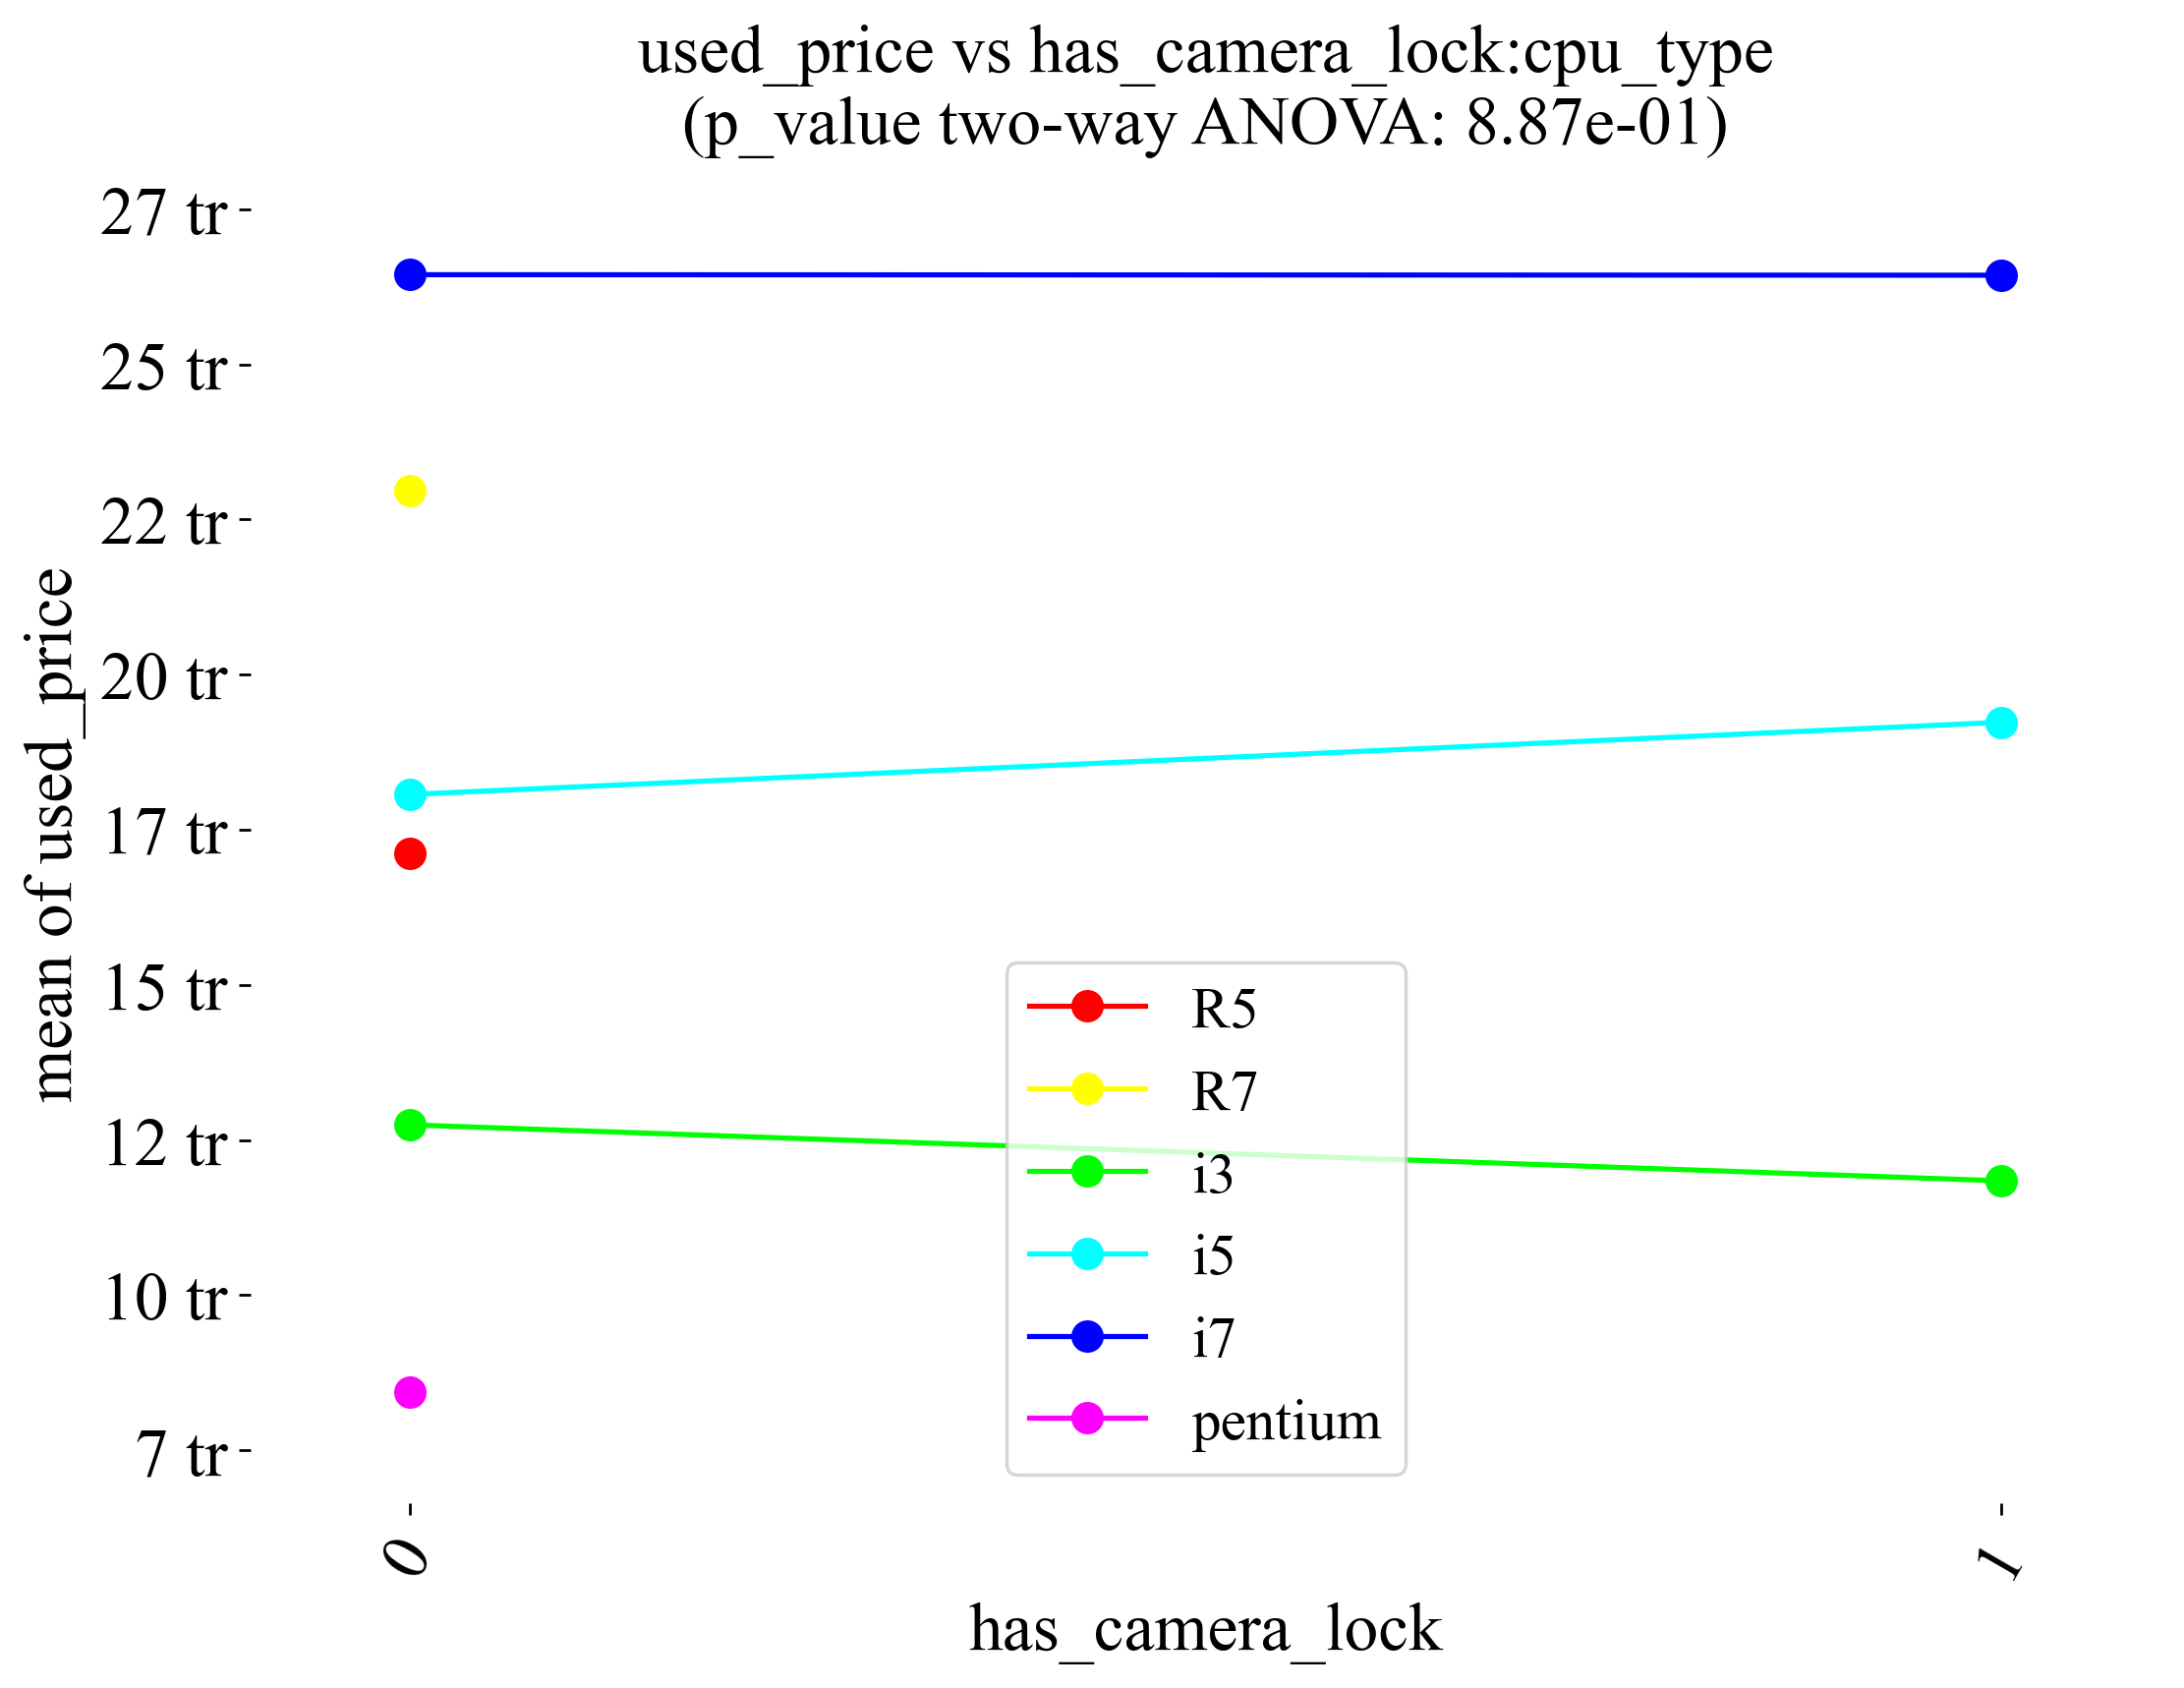 used_price vs has_camera_lock:cpu_type
(p_value two-way ANOVA: 8.87e-01)
27 tr
25 tr
22 tr
20 tr
17 tr
15 tr
12 tr
10 tr
7 tr
mean of used_price
R5
R7
i3
i5
i7
pentium
0
1
has_camera_lock